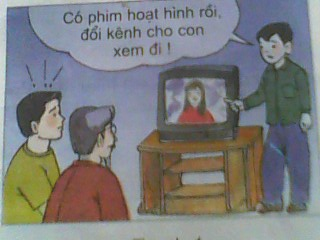 Có phim hoạt hình rồi,
đổi kênh cho con
xem đi !